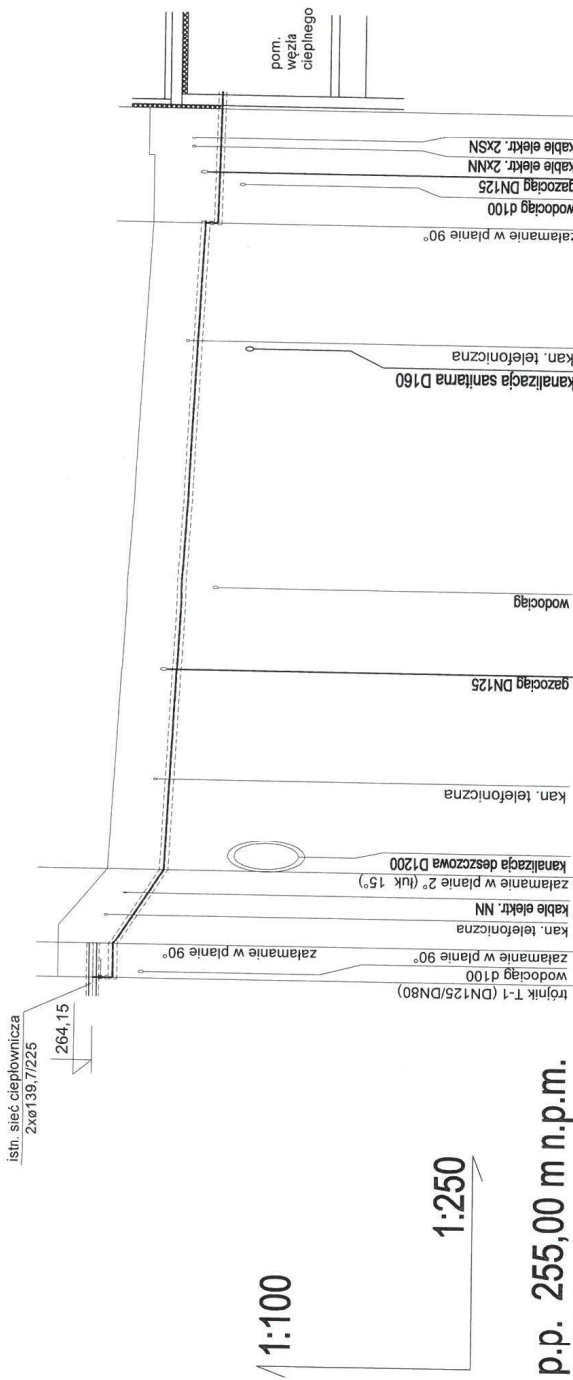 istn. sieć ciepłownicza
2xø139,7/225
264,15
1:100
1:250
p.p. 255,00 m n.p.m.
trójnik T-1 (DN125/DN80)
wodociąg d100
załamanie w planie 90°
załamanie w planie 90°
kan. telefoniczna
kable elektr. NN
załamanie w planie 2° (łuk 15°)
kanalizacja deszczowa D1200
kan. telefoniczna
gazociąg DN125
wodociąg
kanalizacja sanitarna D160
kan. telefoniczna
załamanie w planie 90°
wodociąg d100
gazociąg DN125
kable elektr. 2xNN
kable elektr. 2xSN
pom.
węzła
cieplnego